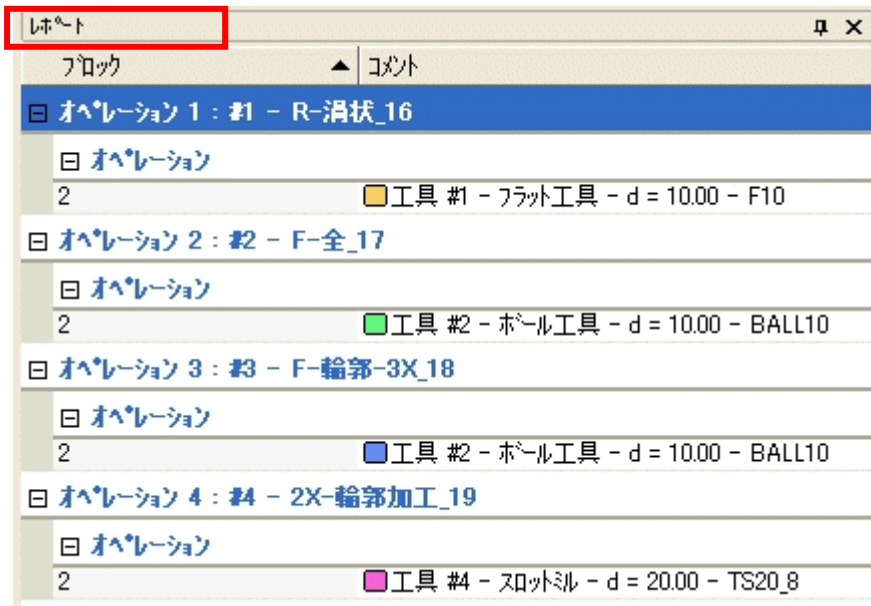 レポート
ブロック コメント
オペレーション 1 : #1 - R-渦状_16
オペレーション
2 工具 #1 - フラット工具 - d = 10.00 - F10
オペレーション 2 : #2 - F-全_17
オペレーション
2 工具 #2 - ボール工具 - d = 10.00 - BALL10
オペレーション 3 : #3 - F-輪郭-3X_18
オペレーション
2 工具 #2 - ボール工具 - d = 10.00 - BALL10
オペレーション 4 : #4 - 2X-輪郭加工_19
オペレーション
2 工具 #4 - スロットミル - d = 20.00 - TS20_8